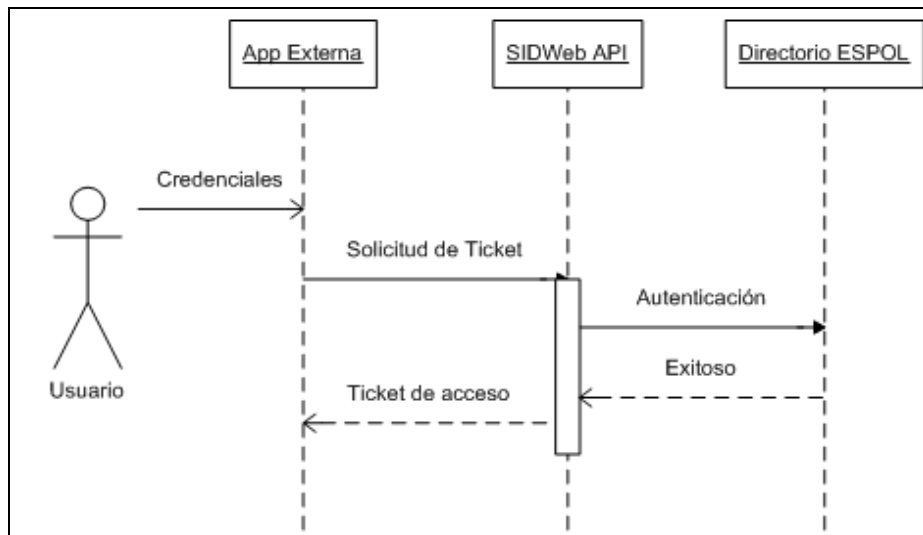 App Externa
SIDWeb API
Directorio ESPOL
Credenciales
Solicitud de Ticket
Autenticación
Exitoso
Ticket de acceso
Usuario